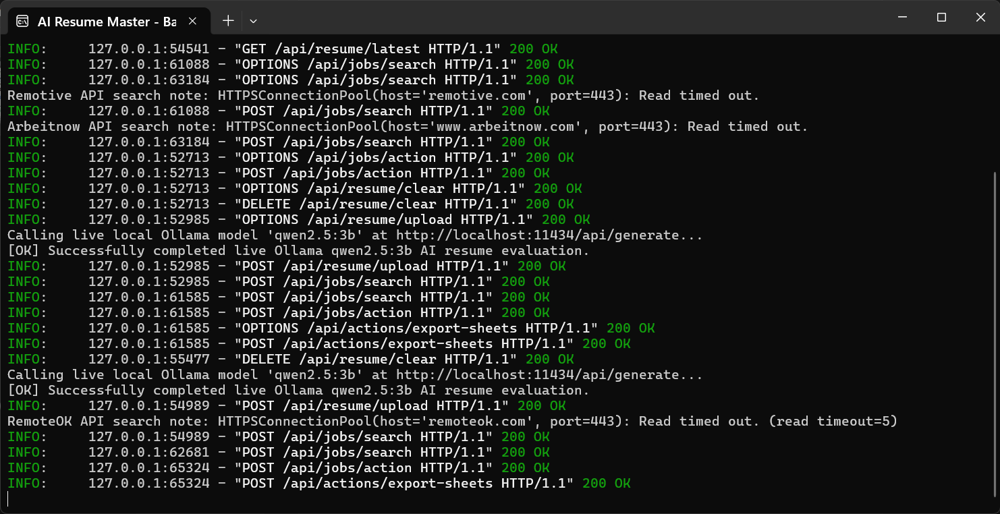 AI Resume Master - Ba
INFO:     127.0.0.1:54541 - "GET /api/resume/latest HTTP/1.1" 200 OK
INFO:     127.0.0.1:61088 - "OPTIONS /api/jobs/search HTTP/1.1" 200 OK
INFO:     127.0.0.1:63184 - "OPTIONS /api/jobs/search HTTP/1.1" 200 OK
Remotive API search note: HTTPSConnectionPool(host='remotive.com', port=443): Read timed out.
INFO:     127.0.0.1:61088 - "POST /api/jobs/search HTTP/1.1" 200 OK
Arbeitnow API search note: HTTPSConnectionPool(host='www.arbeitnow.com', port=443): Read timed out.
INFO:     127.0.0.1:63184 - "POST /api/jobs/search HTTP/1.1" 200 OK
INFO:     127.0.0.1:52713 - "OPTIONS /api/jobs/action HTTP/1.1" 200 OK
INFO:     127.0.0.1:52713 - "POST /api/jobs/action HTTP/1.1" 200 OK
INFO:     127.0.0.1:52713 - "OPTIONS /api/resume/clear HTTP/1.1" 200 OK
INFO:     127.0.0.1:52713 - "DELETE /api/resume/clear HTTP/1.1" 200 OK
INFO:     127.0.0.1:52985 - "OPTIONS /api/resume/upload HTTP/1.1" 200 OK
Calling live local Ollama model 'qwen2.5:3b' at http://localhost:11434/api/generate...
[OK] Successfully completed live Ollama qwen2.5:3b AI resume evaluation.
INFO:     127.0.0.1:52985 - "POST /api/resume/upload HTTP/1.1" 200 OK
INFO:     127.0.0.1:52985 - "POST /api/jobs/search HTTP/1.1" 200 OK
INFO:     127.0.0.1:61585 - "POST /api/jobs/search HTTP/1.1" 200 OK
INFO:     127.0.0.1:61585 - "POST /api/jobs/action HTTP/1.1" 200 OK
INFO:     127.0.0.1:61585 - "OPTIONS /api/actions/export-sheets HTTP/1.1" 200 OK
INFO:     127.0.0.1:61585 - "POST /api/actions/export-sheets HTTP/1.1" 200 OK
INFO:     127.0.0.1:55477 - "DELETE /api/resume/clear HTTP/1.1" 200 OK
Calling live local Ollama model 'qwen2.5:3b' at http://localhost:11434/api/generate...
[OK] Successfully completed live Ollama qwen2.5:3b AI resume evaluation.
INFO:     127.0.0.1:54989 - "POST /api/resume/upload HTTP/1.1" 200 OK
RemoteOK API search note: HTTPSConnectionPool(host='remoteok.com', port=443): Read timed out. (read timeout=5)
INFO:     127.0.0.1:54989 - "POST /api/jobs/search HTTP/1.1" 200 OK
INFO:     127.0.0.1:62681 - "POST /api/jobs/search HTTP/1.1" 200 OK
INFO:     127.0.0.1:65324 - "POST /api/jobs/action HTTP/1.1" 200 OK
INFO:     127.0.0.1:65324 - "POST /api/actions/export-sheets HTTP/1.1" 200 OK